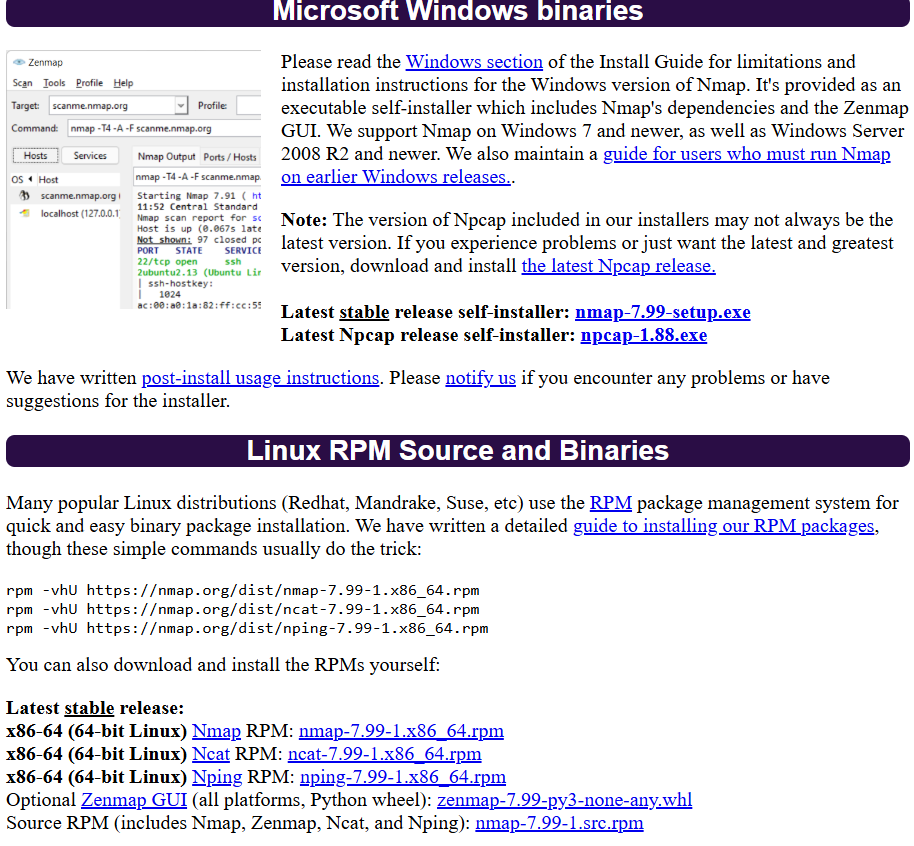 Microsoft Windows binaries
Zenmap
Scan Tools Profile Help
Target: scanme.nmap.org Profile:
Command: nmap -T4 -A -F scanme.nmap.org
Hosts Services Nmap Output Ports / Hosts
OS Host
nmap -T4 -A -F scanme.nmap.
scanme.nmap.org
localhost (127.0.0.1
Starting Nmap 7.91 ( ht
11:52 Central Standard
Nmap scan report for sc
Host is up (0.067s late
Not shown: 97 closed po
PORT STATE SERVICE
22/tcp open ssh
2ubuntu2.13 (Ubuntu Lin
| ssh-hostkey:
| 1024
ac:00:a0:1a:82:ff:cc:55
Please read the Windows section of the Install Guide for limitations and
installation instructions for the Windows version of Nmap. It's provided as an
executable self-installer which includes Nmap's dependencies and the Zenmap
GUI. We support Nmap on Windows 7 and newer, as well as Windows Server
2008 R2 and newer. We also maintain a guide for users who must run Nmap
on earlier Windows releases..
Note: The version of Npcap included in our installers may not always be the
latest version. If you experience problems or just want the latest and greatest
version, download and install the latest Npcap release.
Latest stable release self-installer: nmap-7.99-setup.exe
Latest Npcap release self-installer: npcap-1.88.exe
We have written post-install usage instructions. Please notify us if you encounter any problems or have
suggestions for the installer.
Linux RPM Source and Binaries
Many popular Linux distributions (Redhat, Mandrake, Suse, etc) use the RPM package management system for
quick and easy binary package installation. We have written a detailed guide to installing our RPM packages,
though these simple commands usually do the trick:
rpm -vhU https://nmap.org/dist/nmap-7.99-1.x86_64.rpm
rpm -vhU https://nmap.org/dist/ncat-7.99-1.x86_64.rpm
rpm -vhU https://nmap.org/dist/nping-7.99-1.x86_64.rpm
You can also download and install the RPMs yourself:
Latest stable release:
x86-64 (64-bit Linux) Nmap RPM: nmap-7.99-1.x86_64.rpm
x86-64 (64-bit Linux) Ncat RPM: ncat-7.99-1.x86_64.rpm
x86-64 (64-bit Linux) Nping RPM: nping-7.99-1.x86_64.rpm
Optional Zenmap GUI (all platforms, Python wheel): zenmap-7.99-py3-none-any.whl
Source RPM (includes Nmap, Zenmap, Ncat, and Nping): nmap-7.99-1.src.rpm